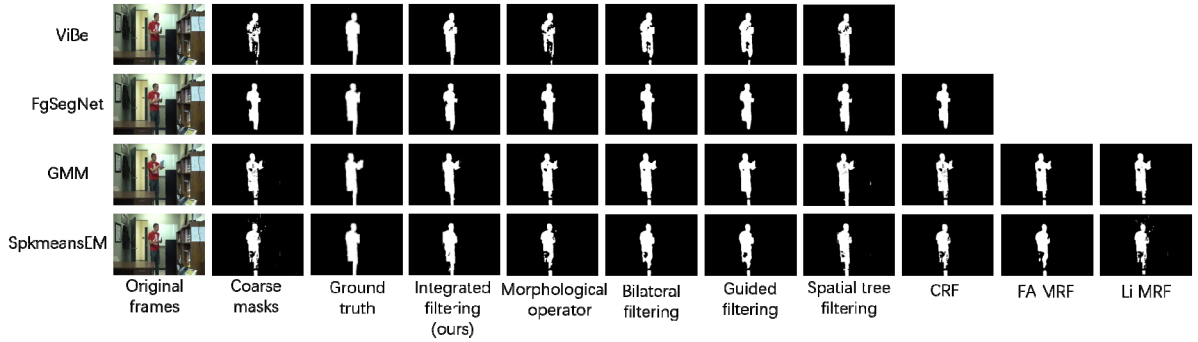 ViBe
FgSegNet
GMM
SpkmeansEM
Original
frames
Coarse
masks
Ground
truth
Integrated
filtering
(ours)
Morphological
operator
Bilateral
filtering
Guided
filtering
Spatial tree
filtering
CRF
FA MRF
Li MRF